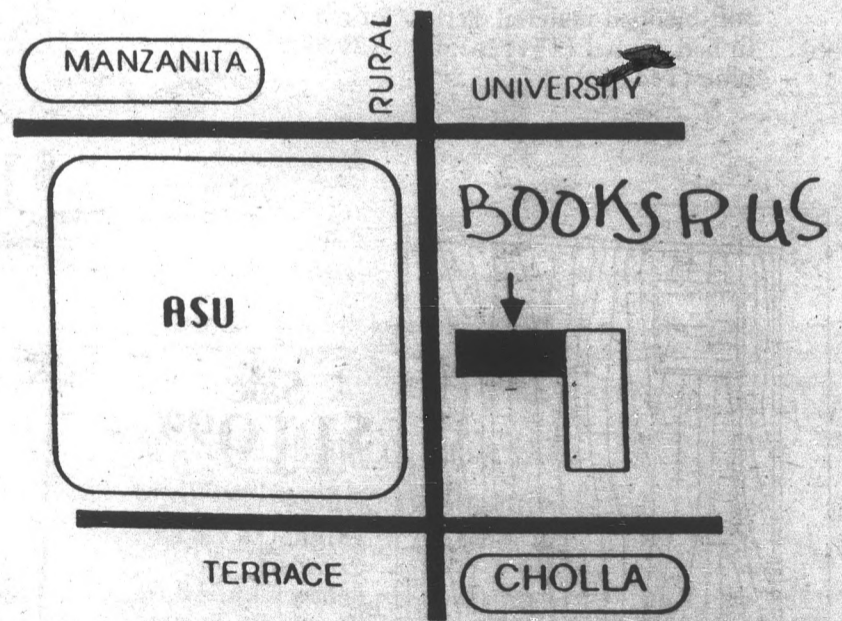 MANZANITA
RURAL
UNIVERSITY
BOOKS R US
ASU
TERRACE
CHOLLA